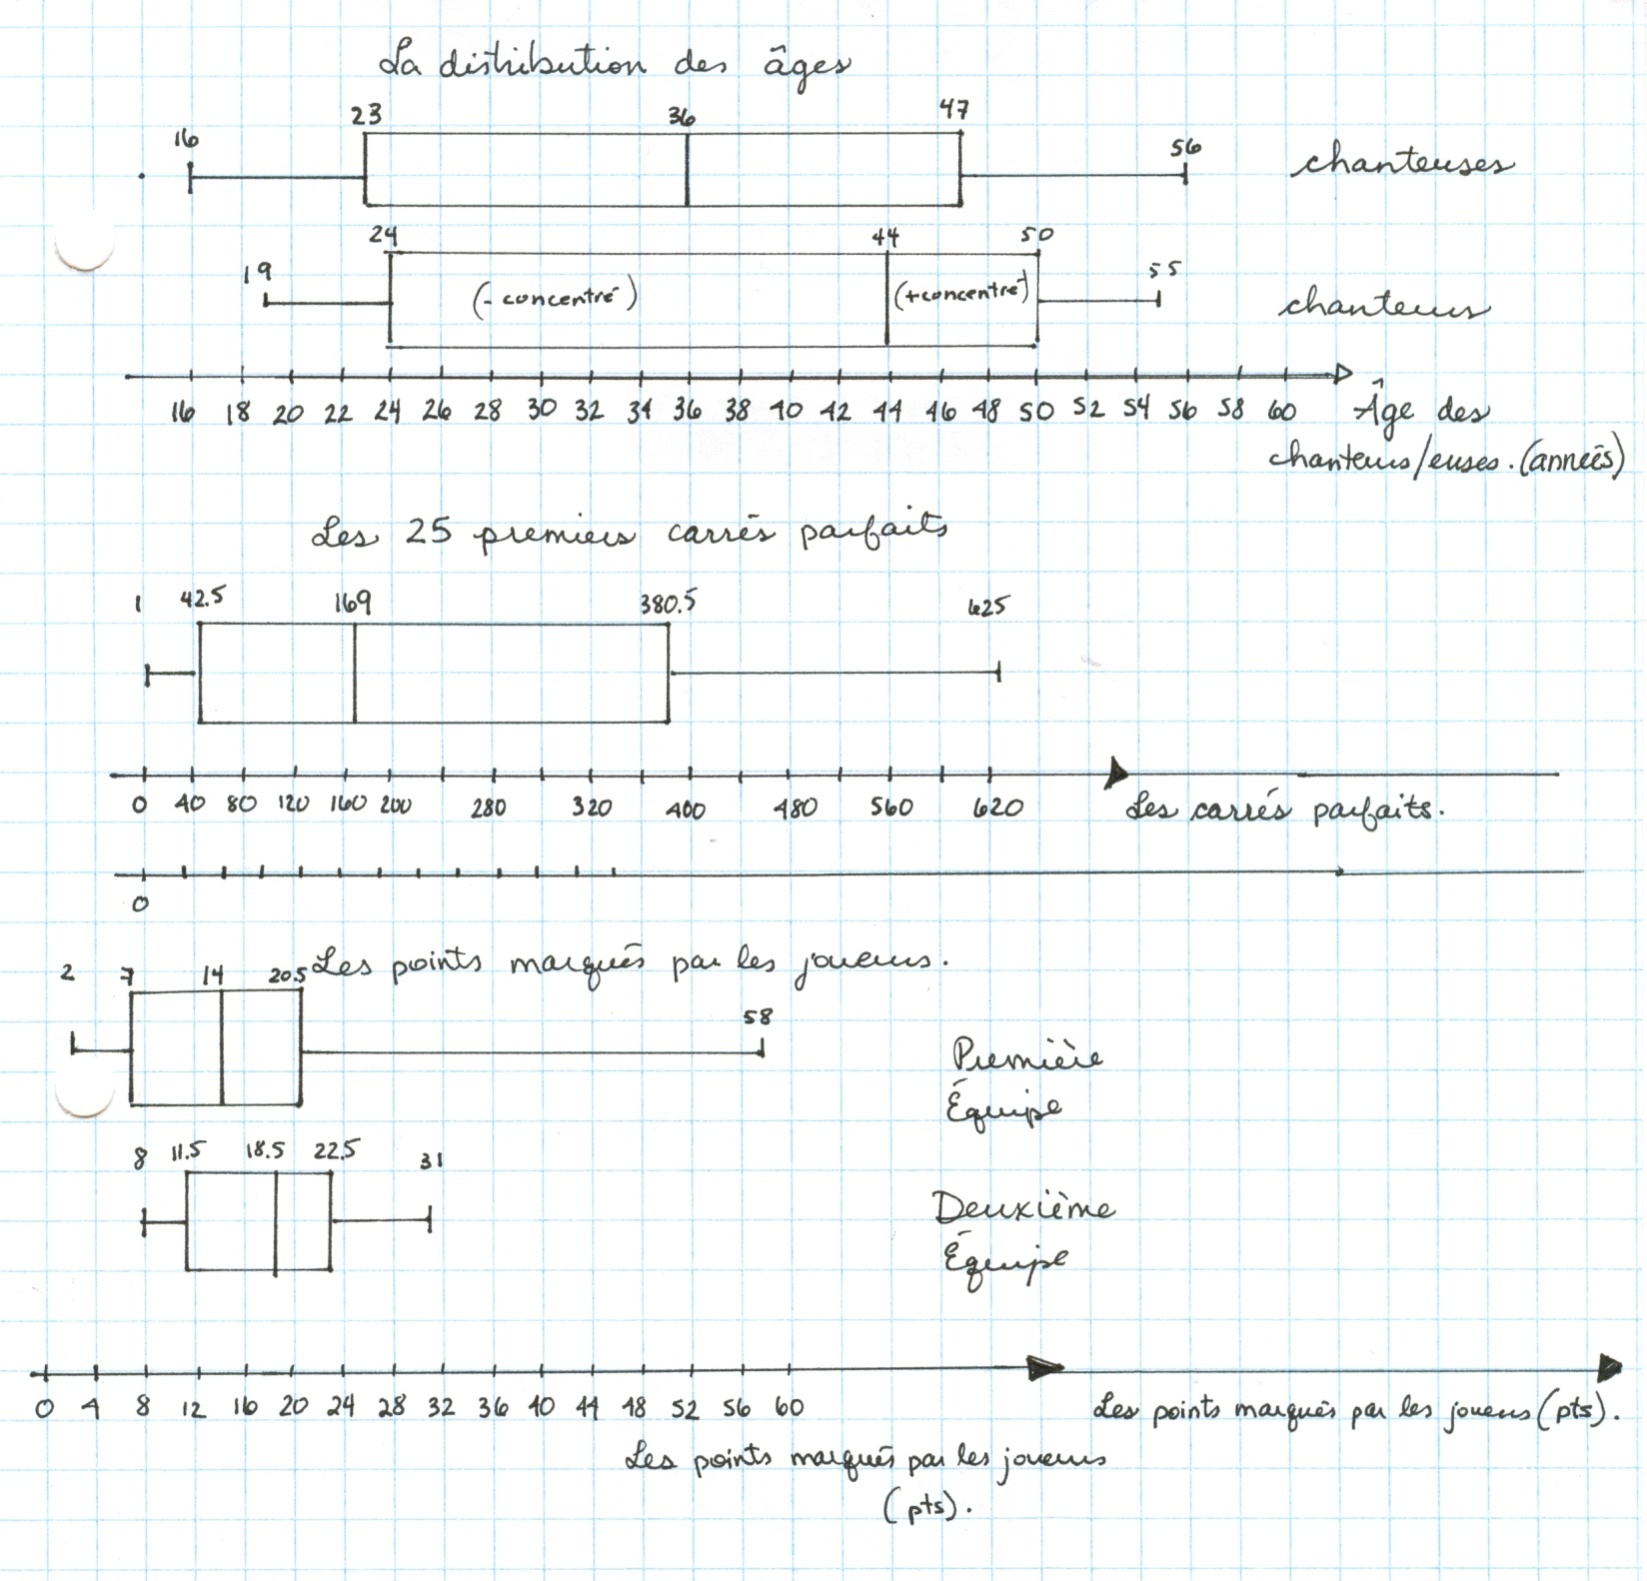 La distribution des âges
16 23 36 47 56 chanteuses
19 24 44 50 55 chanteurs
(- concentré) (+concentré)
16 18 20 22 24 26 28 30 32 34 36 38 40 42 44 46 48 50 52 54 56 58 60 Âge des
chanteurs/euses. (années)
Les 25 premiers carrés parfaits
1 42.5 169 380.5 625
0 40 80 120 160 200 280 320 400 480 560 620 Les carrés parfaits.
0
Les points marqués par les joueurs.
2 7 14 20.5 58
Première
Équipe
8 11.5 18.5 22.5 31
Deuxième
Équipe
0 4 8 12 16 20 24 28 32 36 40 44 48 52 56 60 Les points marqués par les joueurs (pts).
Les points marqués par les joueurs
(pts).